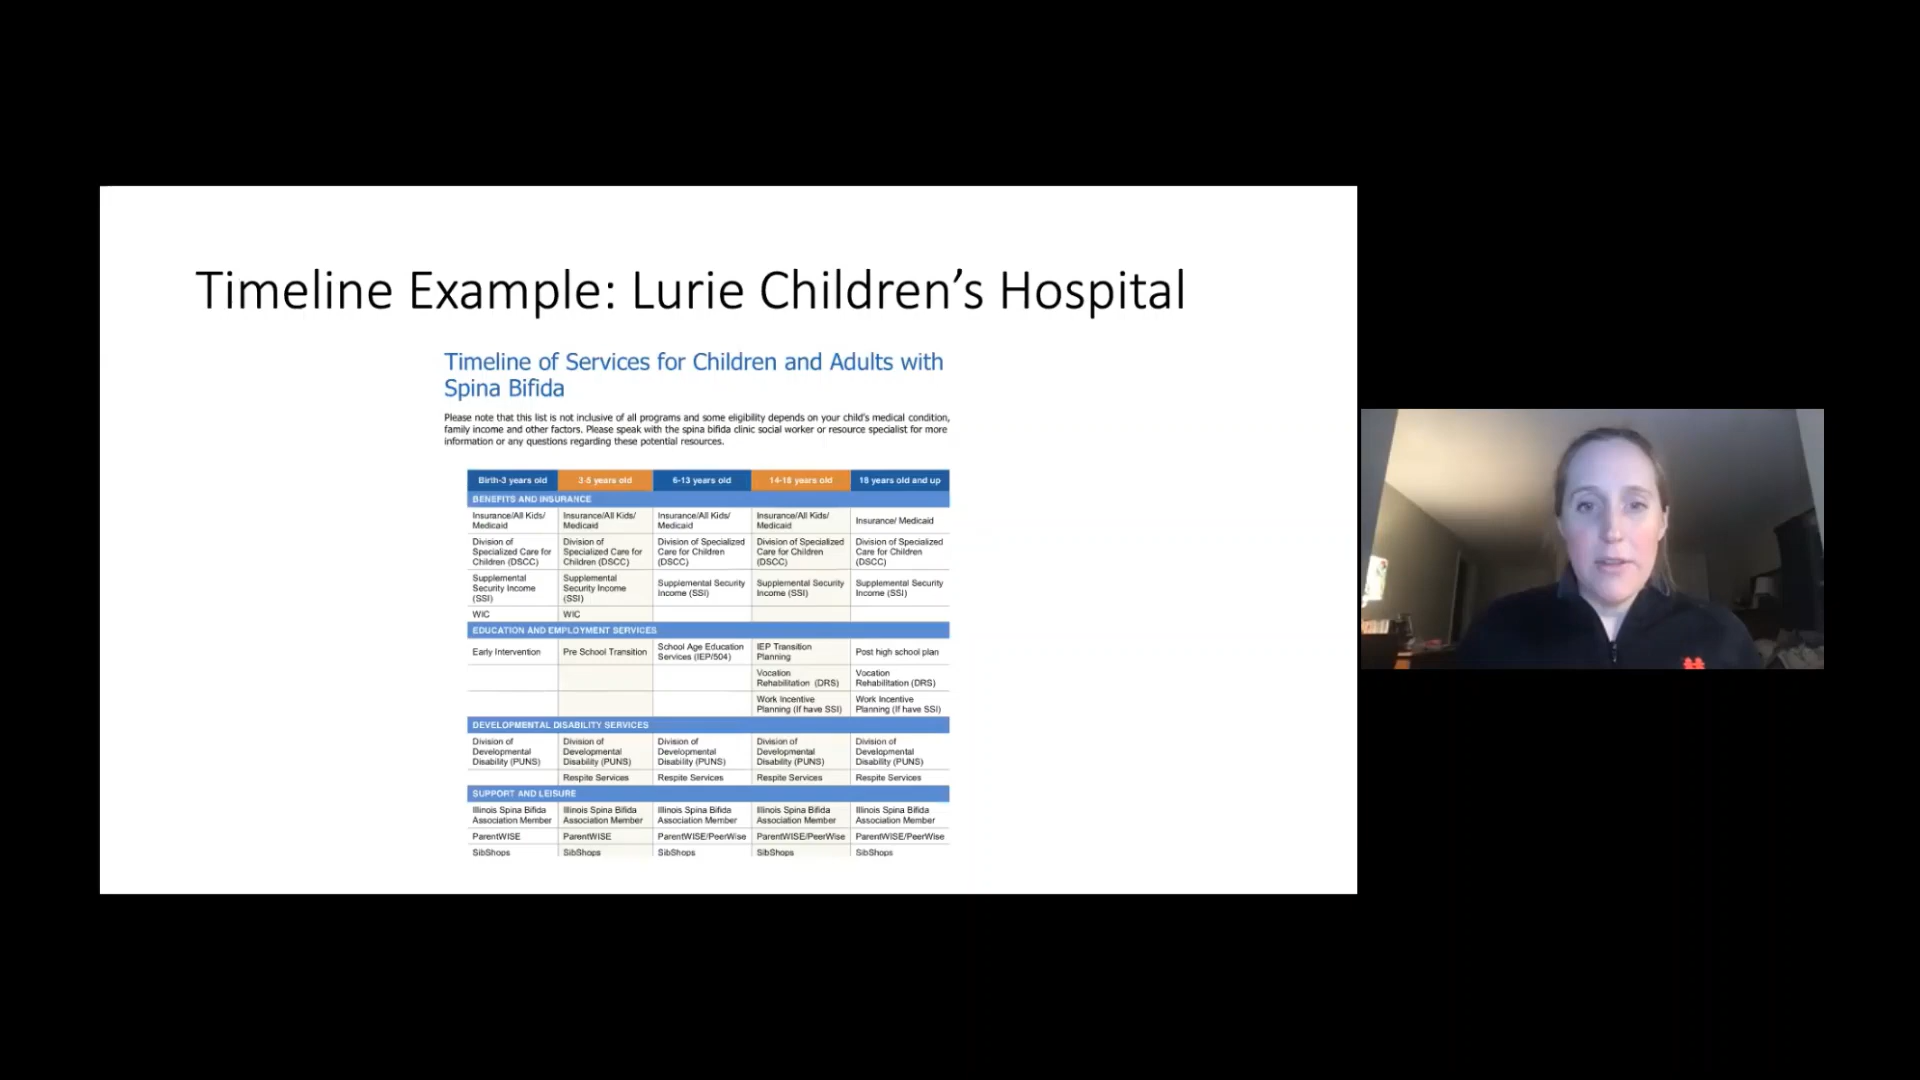 Timeline Example: Lurie Children's Hospital
Timeline of Services for Children and Adults with
Spina Bifida
Please note that this list is not inclusive of all programs and some eligibility depends on your child's medical condition,
family income and other factors. Please speak with the spina bifida clinic social worker or resource specialist for more
information or any questions regarding these potential resources.
Birth-3 years old 3-5 years old 6-13 years old 14-18 years old 18 years old and up
BENEFITS AND INSURANCE
Insurance/All Kids/ Insurance/All Kids/ Insurance/All Kids/ Insurance/All Kids/ Insurance/ Medicaid
Medicaid Medicaid Medicaid Medicaid
Division of Division of Division of Specialized Division of Specialized Division of Specialized
Specialized Care for Specialized Care for Care for Children Care for Children Care for Children
Children (DSCC) Children (DSCC) (DSCC) (DSCC) (DSCC)
Supplemental Supplemental Supplemental Security Supplemental Security Supplemental Security
Security Income Security Income Income (SSI) Income (SSI) Income (SSI)
(SSI) (SSI)
WIC WIC
EDUCATION AND EMPLOYMENT SERVICES
Early Intervention Pre School Transition School Age Education IEP Transition Post high school plan
Services (IEP/504) Planning
Vocation Vocation
Rehabilitation (DRS) Rehabilitation (DRS)
Work Incentive Work Incentive
Planning (If have SSI) Planning (If have SSI)
DEVELOPMENTAL DISABILITY SERVICES
Division of Division of Division of Division of Division of
Developmental Developmental Developmental Developmental Developmental
Disability (PUNS) Disability (PUNS) Disability (PUNS) Disability (PUNS) Disability (PUNS)
Respite Services Respite Services Respite Services Respite Services
SUPPORT AND LEISURE
Illinois Spina Bifida Illinois Spina Bifida Illinois Spina Bifida Illinois Spina Bifida Illinois Spina Bifida
Association Member Association Member Association Member Association Member Association Member
ParentWISE ParentWISE ParentWISE/PeerWise ParentWISE/PeerWise ParentWISE/PeerWise
SibShops SibShops SibShops SibShops SibShops